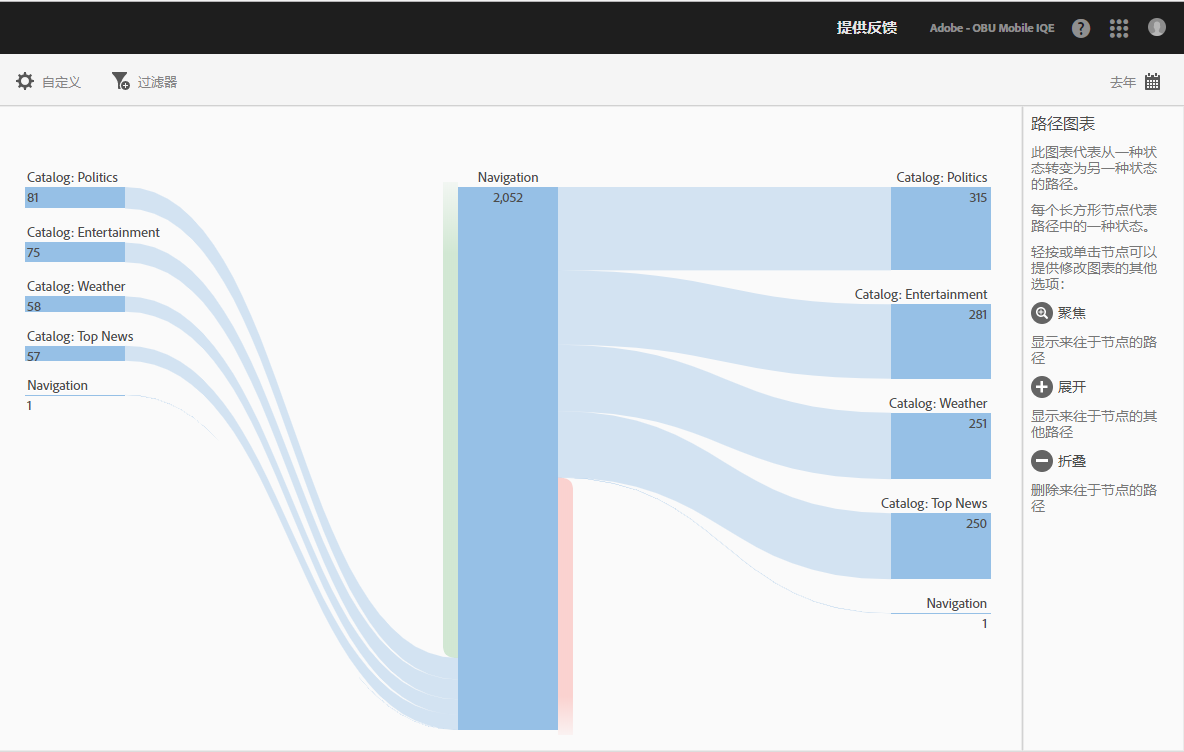 提供反馈
Adobe - OBU Mobile IQE
?
自定义
过滤器
去年
Catalog: Politics
81
Catalog: Entertainment
75
Catalog: Weather
58
Catalog: Top News
57
Navigation
1
Navigation
2,052
Catalog: Politics
315
Catalog: Entertainment
281
Catalog: Weather
251
Catalog: Top News
250
Navigation
1
路径图表
此图表代表从一种状
态转变为另一种状态
的路径。
每个长方形节点代表
路径中的一种状态。
轻按或单击节点可以
提供修改图表的其他
选项：
聚焦
显示来往于节点的路
径
展开
显示来往于节点的其
他路径
折叠
删除来往于节点的路
径